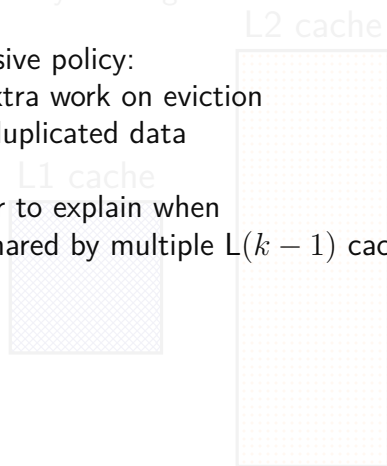 L2 cache
sive policy:
xtra work on eviction
duplicated data
L1 cache
r to explain when
hared by multiple L(k − 1) cac